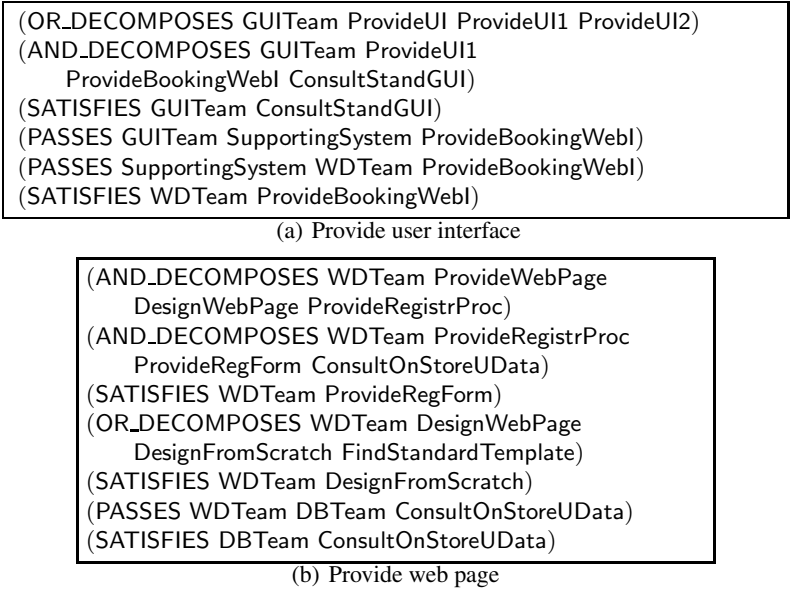 (OR_DECOMPOSES GUITeam ProvideUI ProvideUI1 ProvideUI2)
(AND_DECOMPOSES GUITeam ProvideUI1
ProvideBookingWebI ConsultStandGUI)
(SATISFIES GUITeam ConsultStandGUI)
(PASSES GUITeam SupportingSystem ProvideBookingWebI)
(PASSES SupportingSystem WDTeam ProvideBookingWebI)
(SATISFIES WDTeam ProvideBookingWebI)
(a) Provide user interface
(AND_DECOMPOSES WDTeam ProvideWebPage
DesignWebPage ProvideRegistrProc)
(AND_DECOMPOSES WDTeam ProvideRegistrProc
ProvideRegForm ConsultOnStoreUData)
(SATISFIES WDTeam ProvideRegForm)
(OR_DECOMPOSES WDTeam DesignWebPage
DesignFromScratch FindStandardTemplate)
(SATISFIES WDTeam DesignFromScratch)
(PASSES WDTeam DBTeam ConsultOnStoreUData)
(SATISFIES DBTeam ConsultOnStoreUData)
(b) Provide web page